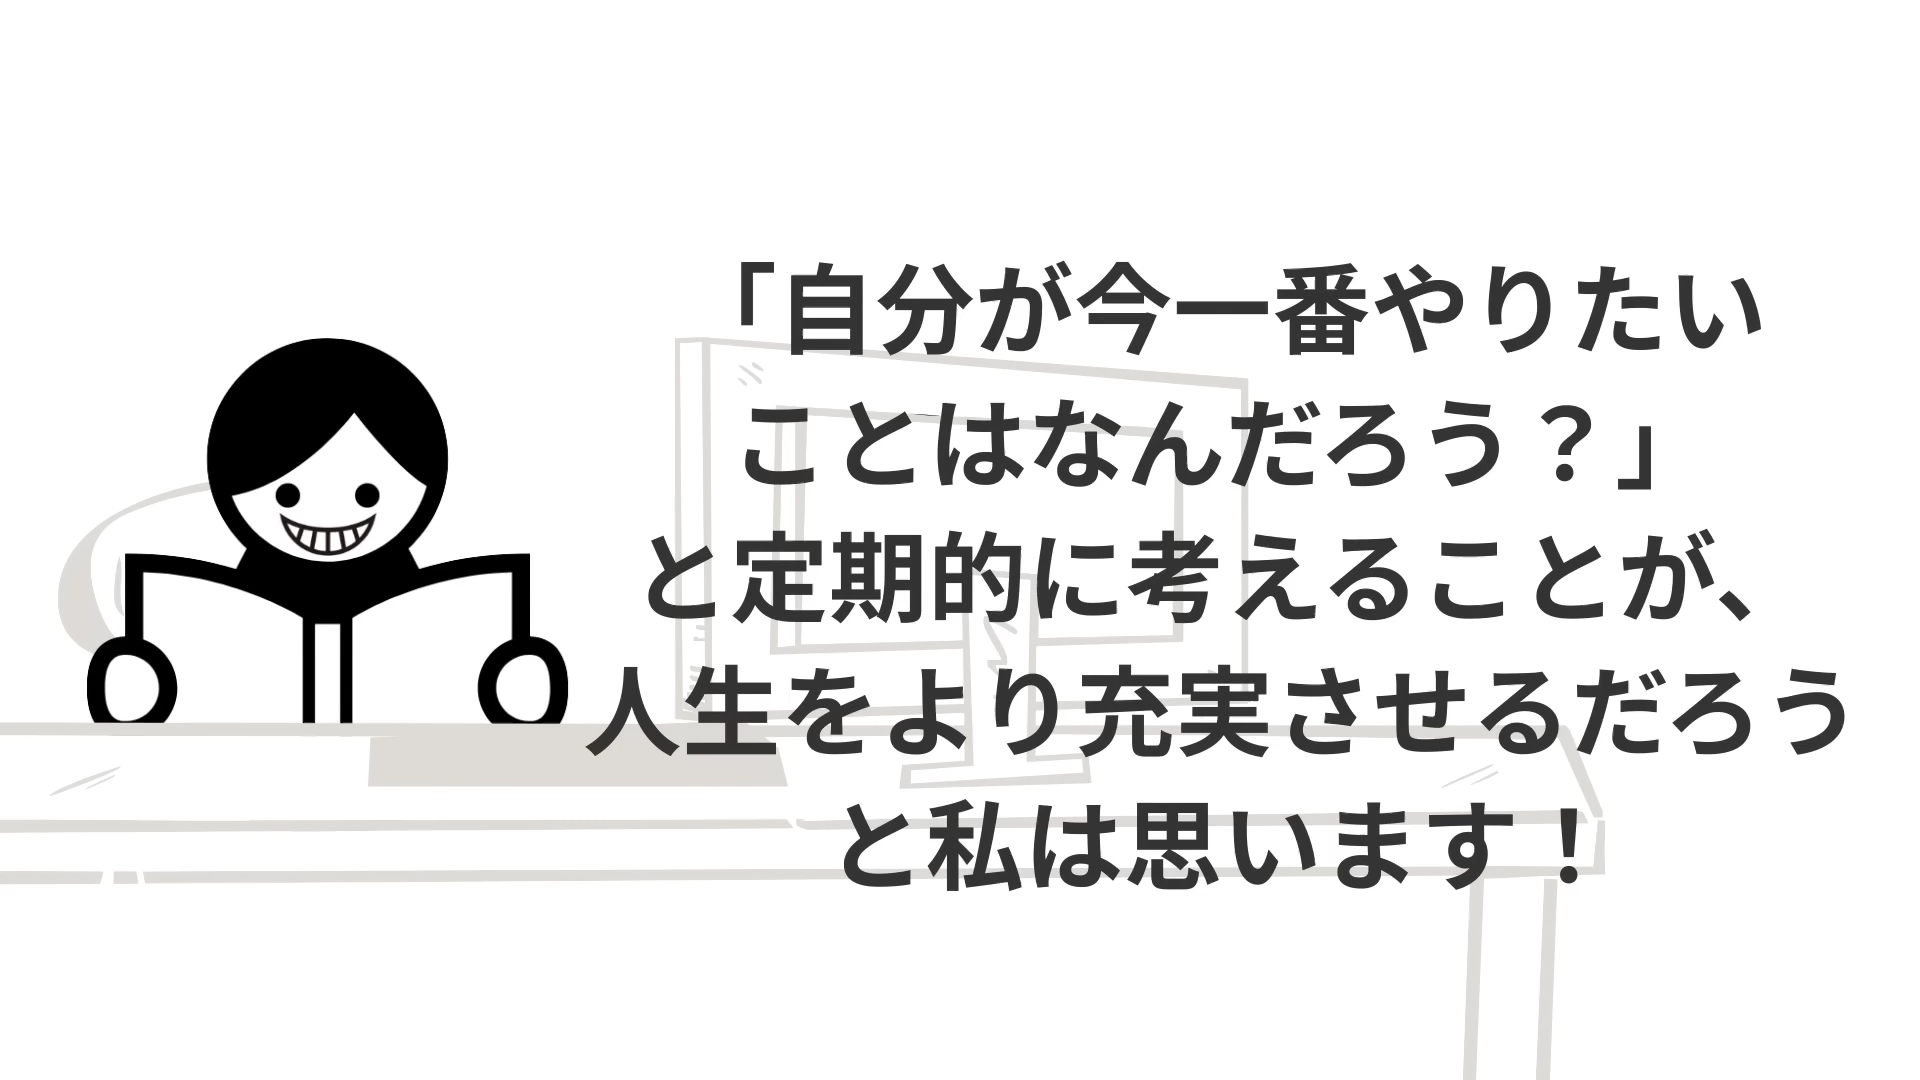 「自分が今一番やりたい
ことはなんだろう？」
と定期的に考えることが、
人生をより充実させるだろう
と私は思います！